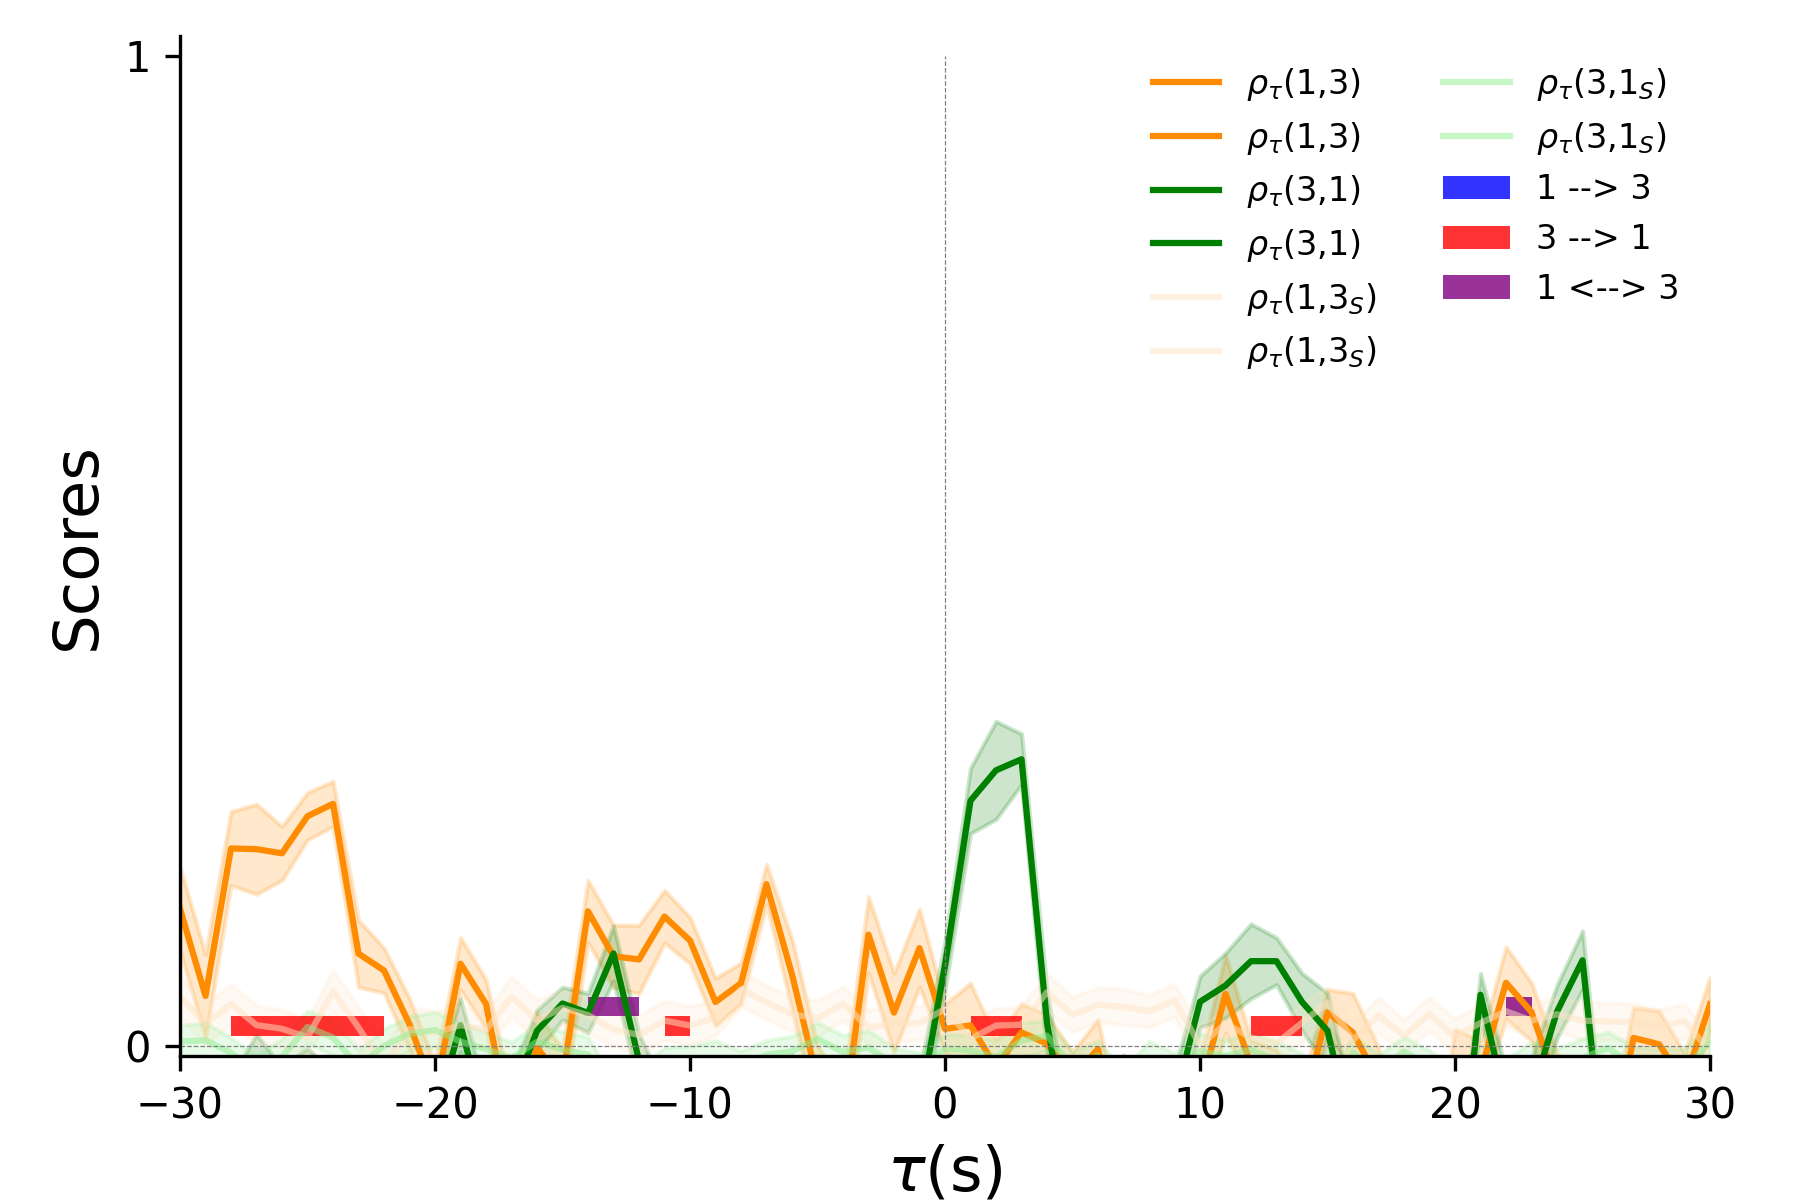 1
ρτ(1,3)
ρτ(1,3)
ρτ(3,1)
ρτ(3,1)
ρτ(1,3S)
ρτ(1,3S)
ρτ(3,1S)
ρτ(3,1S)
1 --> 3
3 --> 1
1 <--> 3
Scores
0
−30 −20 −10 0 10 20 30
τ(s)